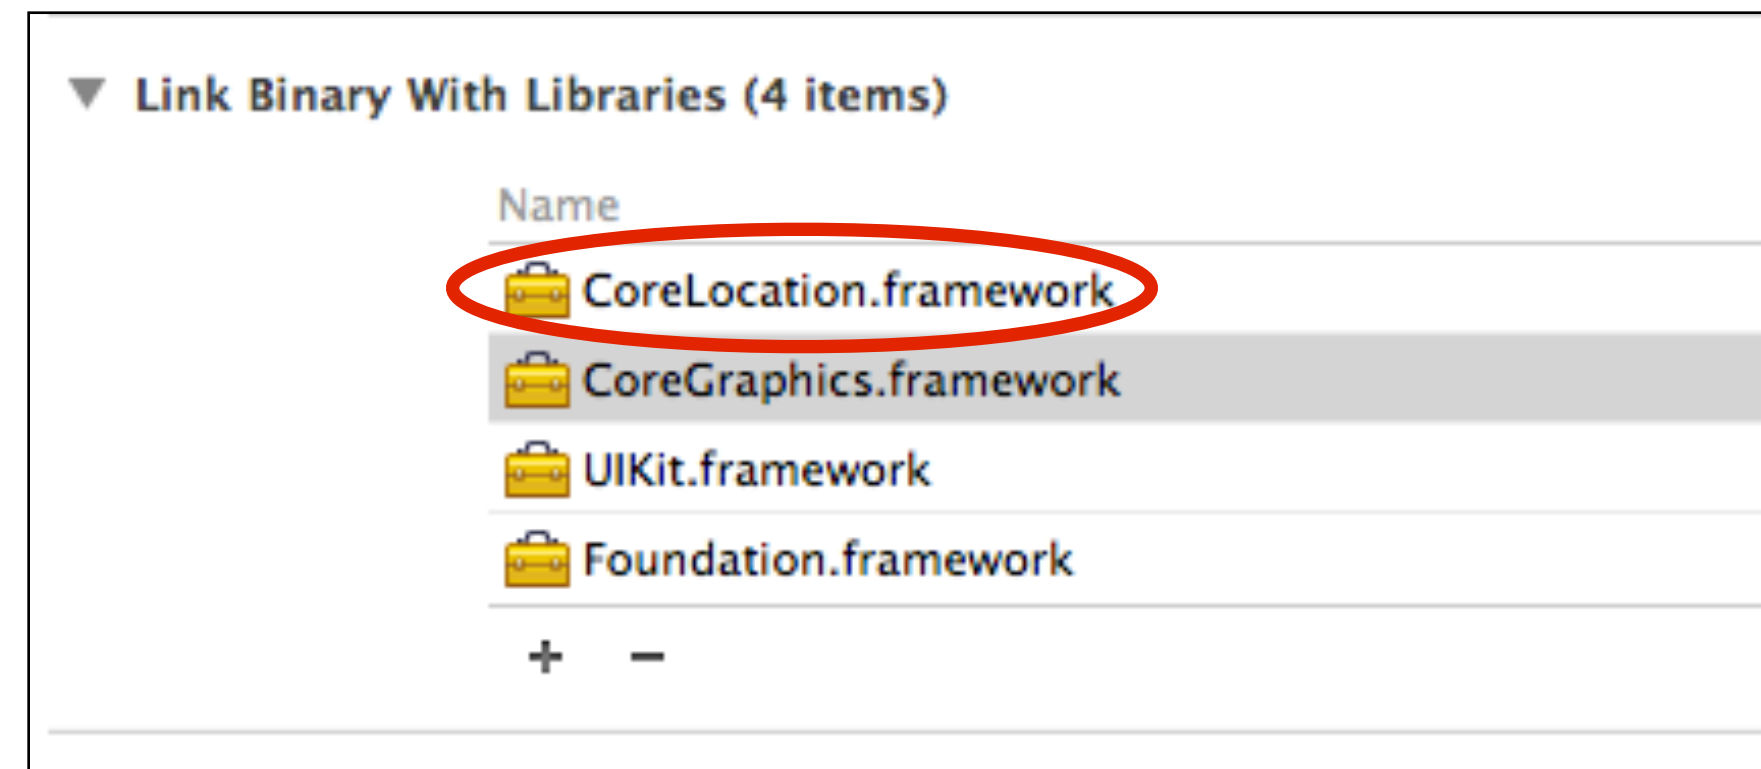 Link Binary With Libraries (4 items)
Name
CoreLocation.framework
CoreGraphics.framework
UIKit.framework
Foundation.framework